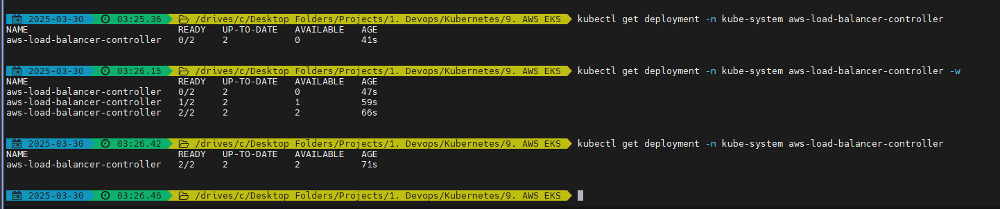 2025-03-30 03:25.36 /drives/c/Desktop Folders/Projects/1. Devops/Kubernetes/9. AWS EKS kubectl get deployment -n kube-system aws-load-balancer-controller
NAME READY UP-TO-DATE AVAILABLE AGE
aws-load-balancer-controller 0/2 2 0 41s
2025-03-30 03:26.15 /drives/c/Desktop Folders/Projects/1. Devops/Kubernetes/9. AWS EKS kubectl get deployment -n kube-system aws-load-balancer-controller -w
NAME READY UP-TO-DATE AVAILABLE AGE
aws-load-balancer-controller 0/2 2 0 47s
aws-load-balancer-controller 1/2 2 1 59s
aws-load-balancer-controller 2/2 2 2 66s
2025-03-30 03:26.42 /drives/c/Desktop Folders/Projects/1. Devops/Kubernetes/9. AWS EKS kubectl get deployment -n kube-system aws-load-balancer-controller
NAME READY UP-TO-DATE AVAILABLE AGE
aws-load-balancer-controller 2/2 2 2 71s
2025-03-30 03:26.46 /drives/c/Desktop Folders/Projects/1. Devops/Kubernetes/9. AWS EKS